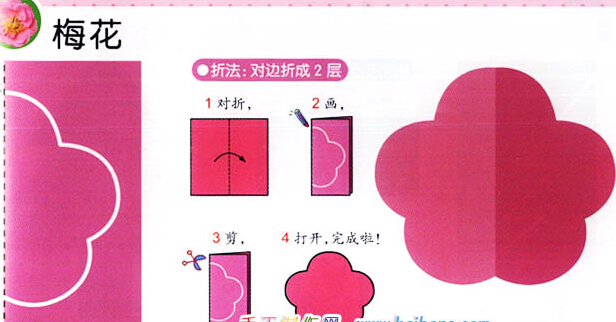 梅花
折法:对边折成2层
1 对折,
2 画,
3 剪,
4 打开,完成啦!